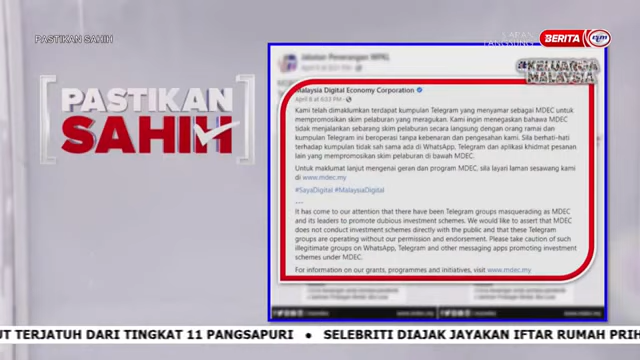 PASTIKAN SAHIH
BERITA
#KELUARGA
MALAYSIA
PASTIKAN
SAHIH
Jabatan Penerangan WPKL
Malaysia Digital Economy Corporation
April 8 at 6:03 PM
Kami telah dimaklumkan terdapat kumpulan Telegram yang menyamar sebagai MDEC untuk
mempromosikan skim pelaburan yang meragukan. Kami ingin menegaskan bahawa MDEC
tidak menjalankan sebarang skim pelaburan secara langsung dengan orang ramai dan
kumpulan Telegram ini beroperasi tanpa kebenaran dan pengesahan kami. Sila berhati-hati
terhadap kumpulan tidak sah sama ada di WhatsApp, Telegram dan aplikasi khidmat pesanan
lain yang mempromosikan skim pelaburan di bawah MDEC.
Untuk maklumat lanjut mengenai geran dan program MDEC, sila layari laman sesawang kami
di www.mdec.my
#SayaDigital #MalaysiaDigital
---
It has come to our attention that there have been Telegram groups masquerading as MDEC
and its leaders to promote dubious investment schemes. We would like to assert that MDEC
does not conduct investment schemes directly with the public and that these Telegram
groups are operating without our permission and endorsement. Please take caution of such
illegitimate groups on WhatsApp, Telegram and other messaging apps promoting investment
schemes under MDEC.
For information on our grants, programmes and initiatives, visit www.mdec.my
UT TERJATUH DARI TINGKAT 11 PANGSAPURI • SELEBRITI DIAJAK JAYAKAN IFTAR RUMAH PRIH